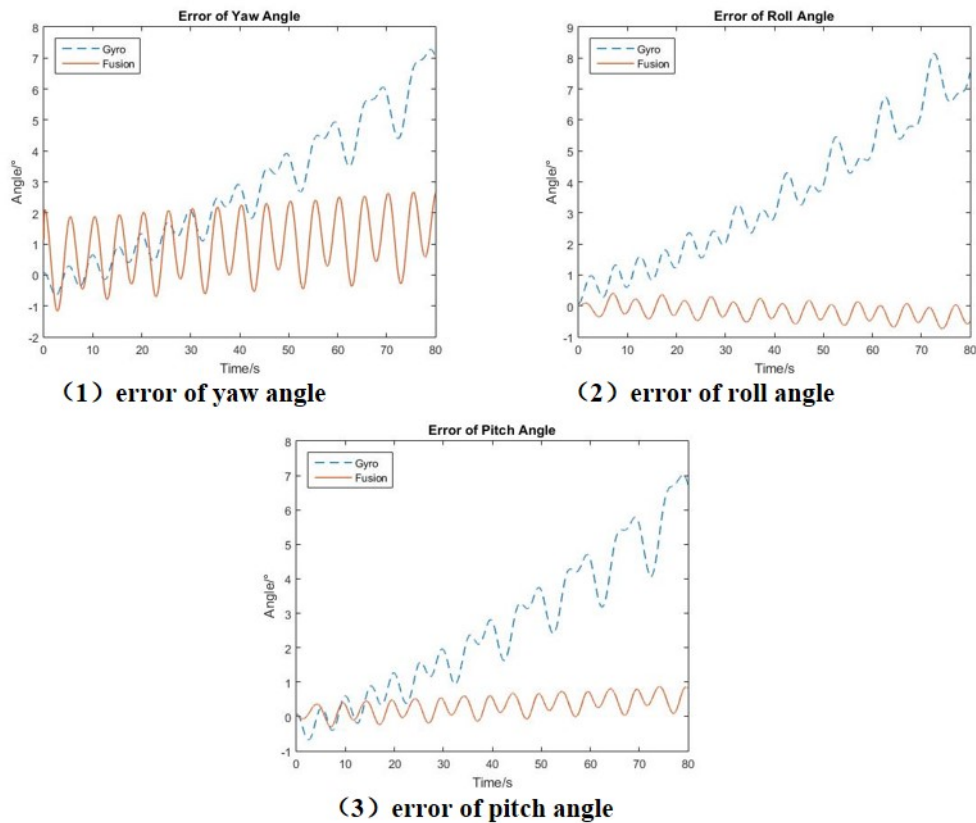 Error of Yaw Angle
8
7
6
5
4
3
2
1
0
-1
-2
Angle/°
Gyro
Fusion
0 10 20 30 40 50 60 70 80
Time/s
（1）error of yaw angle
Error of Roll Angle
9
8
7
6
5
4
3
2
1
0
-1
Angle/°
Gyro
Fusion
0 10 20 30 40 50 60 70 80
Time/s
（2）error of roll angle
Error of Pitch Angle
8
7
6
5
4
3
2
1
0
-1
Angle/°
Gyro
Fusion
0 10 20 30 40 50 60 70 80
Time/s
（3）error of pitch angle